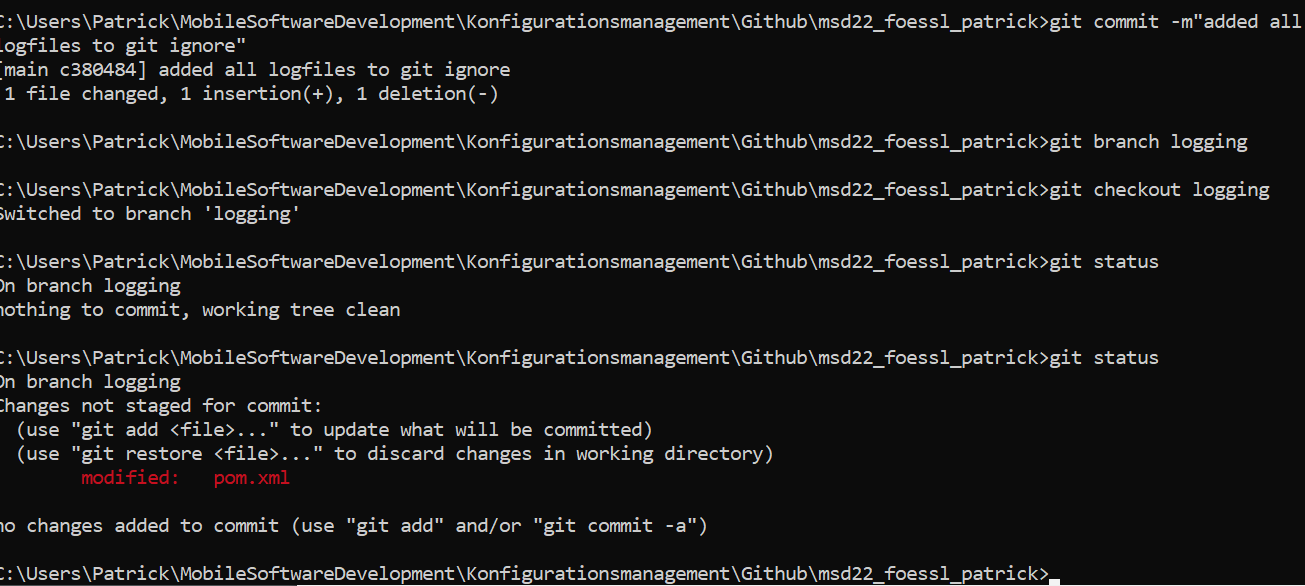 C:\Users\Patrick\MobileSoftwareDevelopment\Konfigurationsmanagement\Github\msd22_foessl_patrick>git commit -m"added all
logfiles to git ignore"
[main c380484] added all logfiles to git ignore
1 file changed, 1 insertion(+), 1 deletion(-)
C:\Users\Patrick\MobileSoftwareDevelopment\Konfigurationsmanagement\Github\msd22_foessl_patrick>git branch logging
C:\Users\Patrick\MobileSoftwareDevelopment\Konfigurationsmanagement\Github\msd22_foessl_patrick>git checkout logging
Switched to branch 'logging'
C:\Users\Patrick\MobileSoftwareDevelopment\Konfigurationsmanagement\Github\msd22_foessl_patrick>git status
On branch logging
nothing to commit, working tree clean
C:\Users\Patrick\MobileSoftwareDevelopment\Konfigurationsmanagement\Github\msd22_foessl_patrick>git status
On branch logging
Changes not staged for commit:
(use "git add <file>..." to update what will be committed)
(use "git restore <file>..." to discard changes in working directory)
modified: pom.xml
no changes added to commit (use "git add" and/or "git commit -a")
C:\Users\Patrick\MobileSoftwareDevelopment\Konfigurationsmanagement\Github\msd22_foessl_patrick>